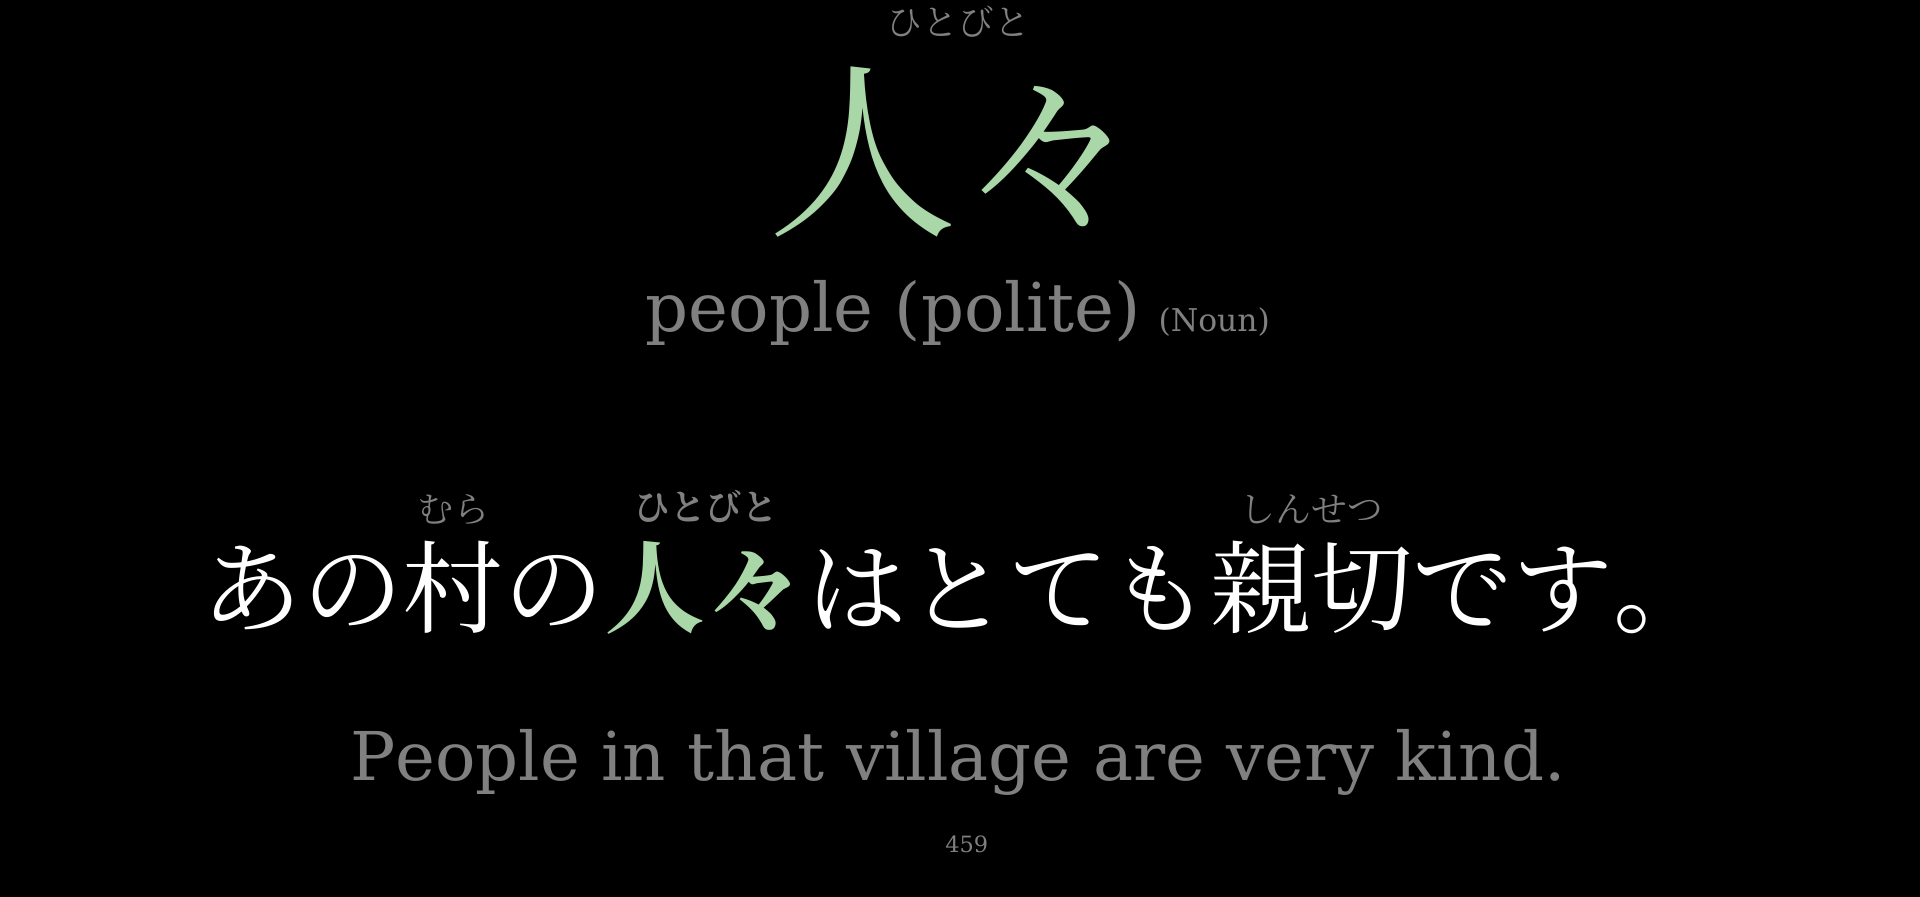 ひとびと
人々
people (polite) (Noun)
むら ひとびと しんせつ
あの村の人々はとても親切です。
People in that village are very kind.
459